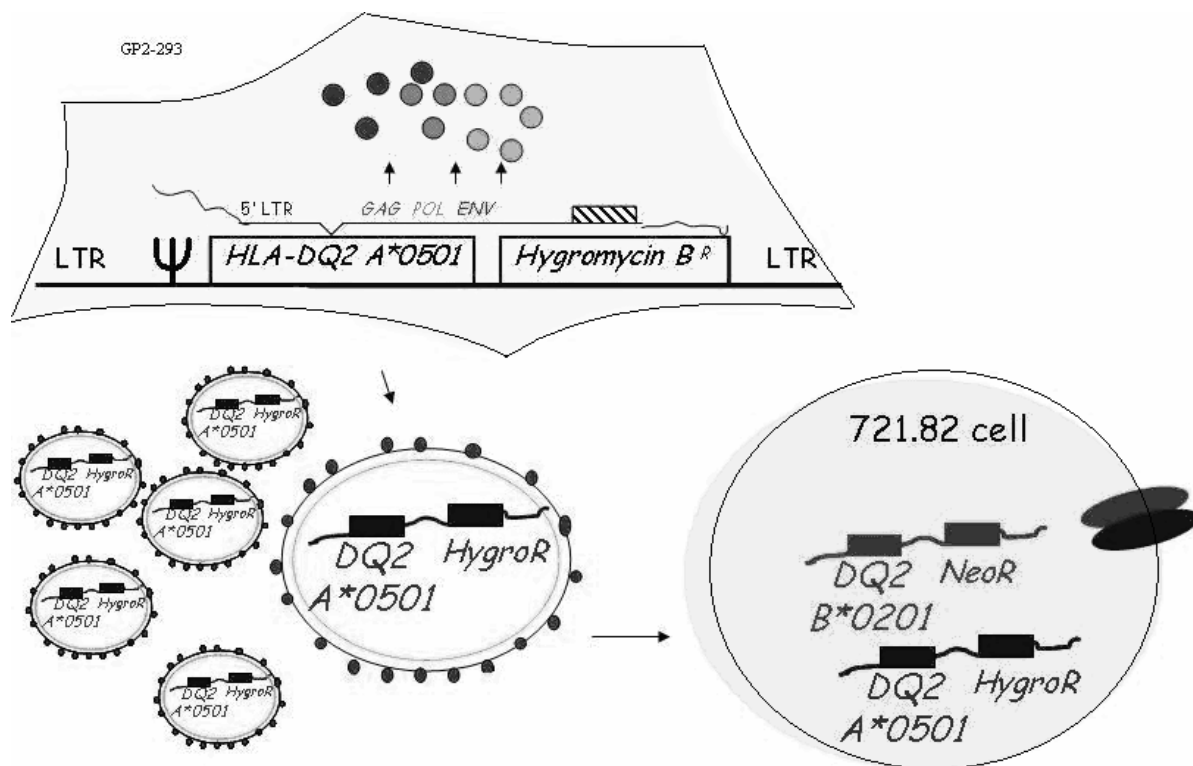 GP2-293
5' LTR GAG POL ENV
LTR Ψ HLA-DQ2 A*0501 Hygromycin B R LTR
DQ2 HygroR
A*0501
DQ2 HygroR
A*0501
DQ2 HygroR
A*0501
DQ2 HygroR
A*0501
DQ2 HygroR
A*0501
DQ2 HygroR
A*0501
721.82 cell
DQ2 NeoR
B*0201
DQ2 HygroR
A*0501